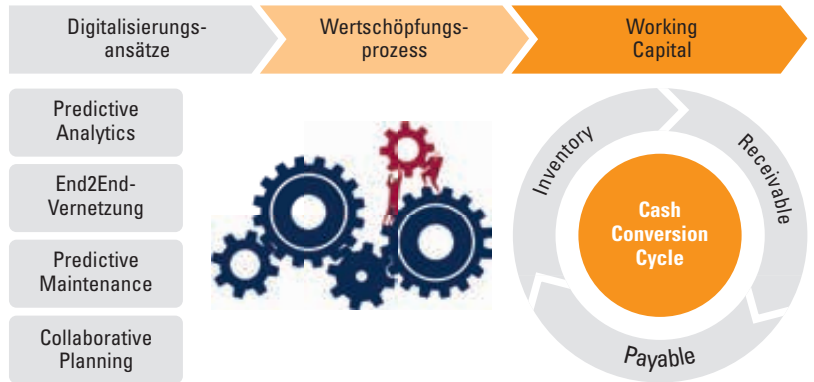 Digitalisierungs-
ansätze
Wertschöpfungs-
prozess
Working
Capital
Predictive
Analytics
End2End-
Vernetzung
Predictive
Maintenance
Collaborative
Planning
Inventory
Receivable
Payable
Cash
Conversion
Cycle